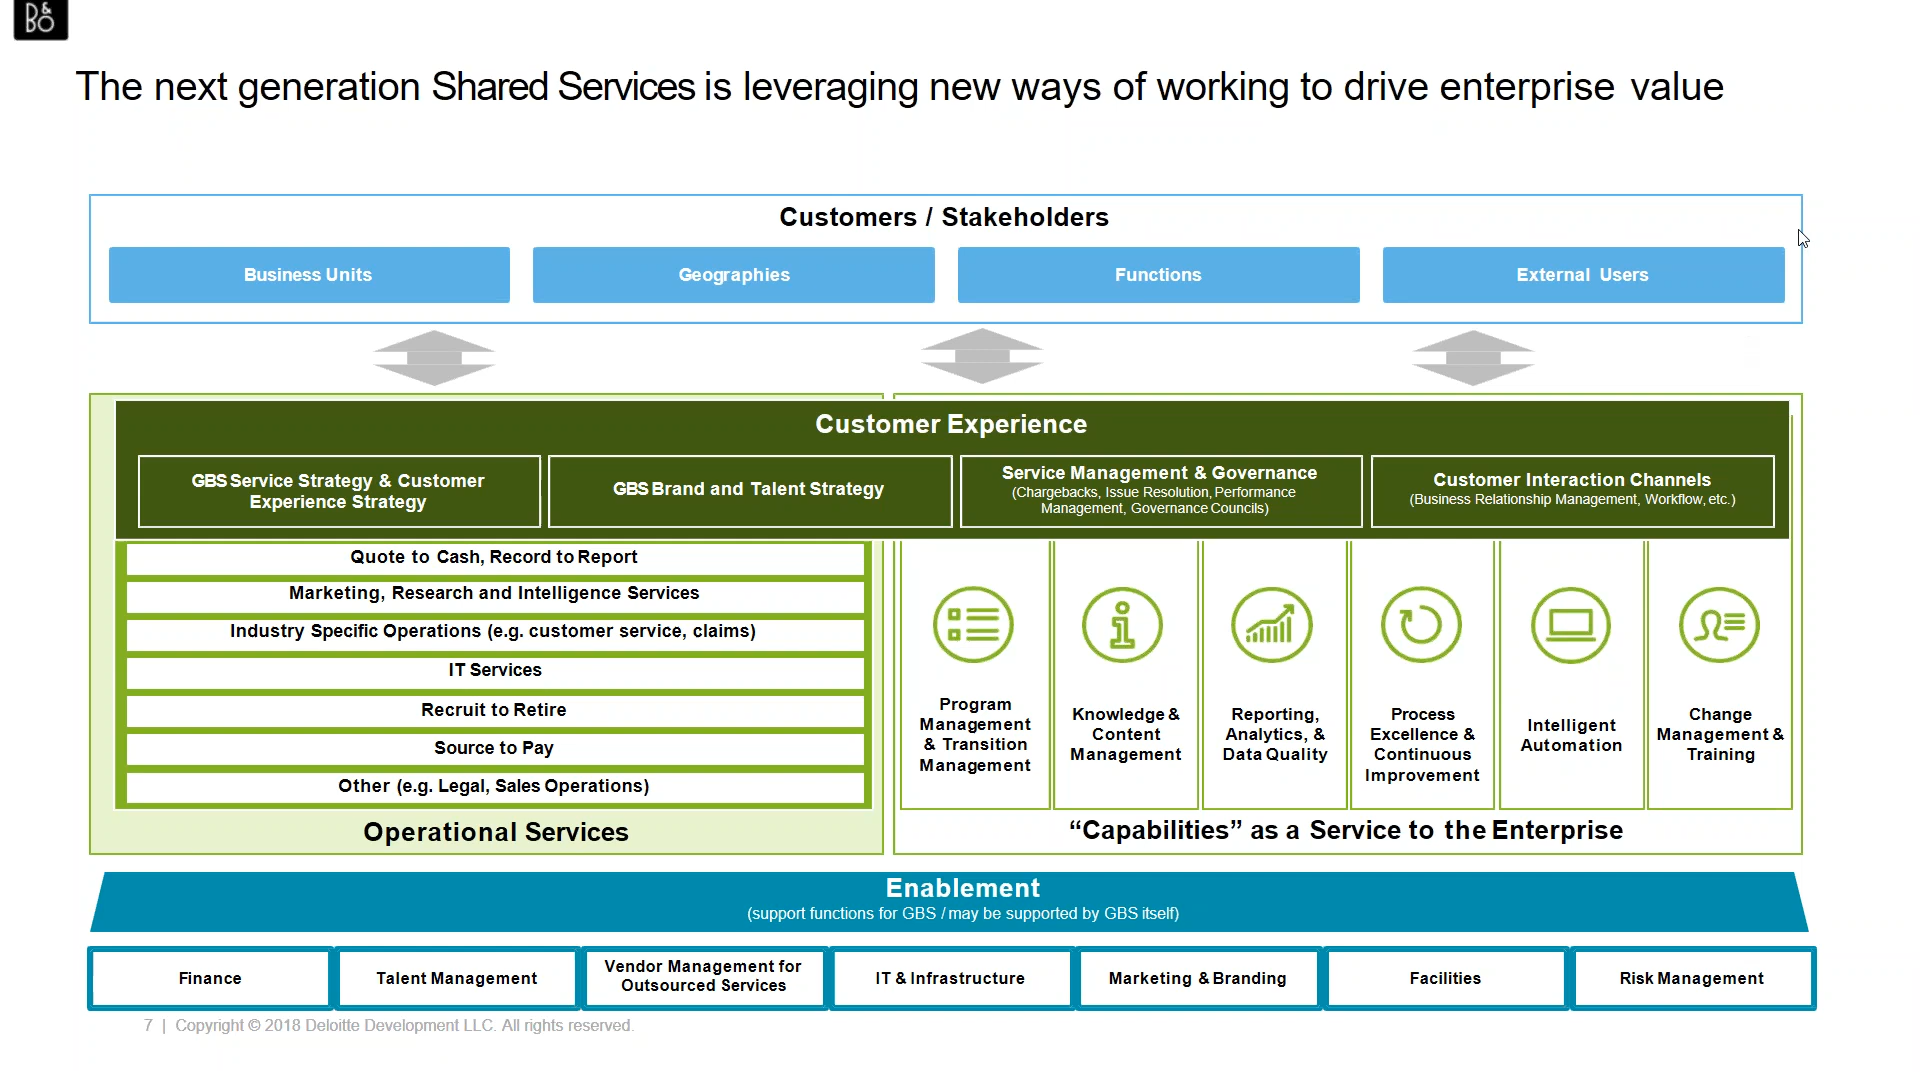 B&O
The next generation Shared Services is leveraging new ways of working to drive enterprise value
Customers / Stakeholders
Business Units
Geographies
Functions
External Users
Customer Experience
GBS Service Strategy & Customer
Experience Strategy
GBS Brand and Talent Strategy
Service Management & Governance
(Chargebacks, Issue Resolution, Performance
Management, Governance Councils)
Customer Interaction Channels
(Business Relationship Management, Workflow, etc.)
Quote to Cash, Record to Report
Marketing, Research and Intelligence Services
Industry Specific Operations (e.g. customer service, claims)
IT Services
Recruit to Retire
Source to Pay
Other (e.g. Legal, Sales Operations)
Operational Services
Program
Management
& Transition
Management
Knowledge &
Content
Management
Reporting,
Analytics, &
Data Quality
Process
Excellence &
Continuous
Improvement
Intelligent
Automation
Change
Management &
Training
“Capabilities” as a Service to the Enterprise
Enablement
(support functions for GBS / may be supported by GBS itself)
Finance
Talent Management
Vendor Management for
Outsourced Services
IT & Infrastructure
Marketing & Branding
Facilities
Risk Management
7 | Copyright © 2018 Deloitte Development LLC. All rights reserved.